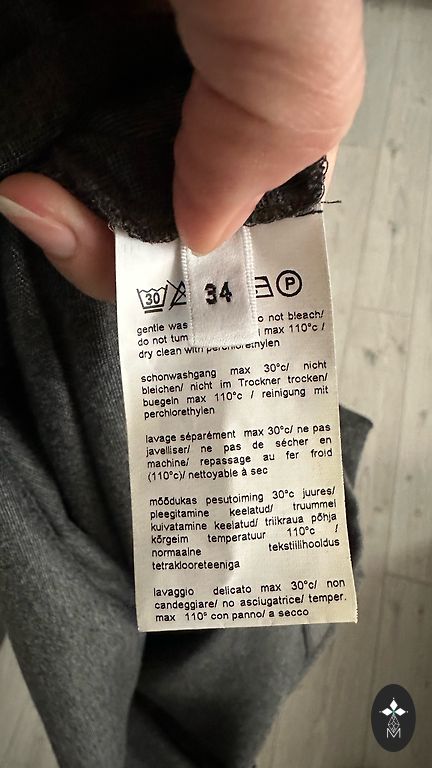 30 34 P
gentle was o not bleach/
do not tum max 110°c /
dry clean with perchlorethylen
schonwashgang max 30°c/ nicht
bleichen/ nicht im Trockner trocken/
buegeln max 110°c / reinigung mit
perchlorethylen
lavage séparément max 30°c/ ne pas
javelliser/ ne pas de sécher en
machine/ repassage au fer froid
(110°c)/ nettoyable à sec
mõõdukas pesutoiming 30°c juures/
pleegitamine keelatud/ truummel
kuivatamine keelatud/ triikraua põhja
kõrgeim temperatuur 110°c /
normaalne tekstiilihooldus
tetraklooreteeniga
lavaggio delicato max 30°c/ non
candeggiare/ no asciugatrice/ temper.
max 110° con panno/ a secco
M